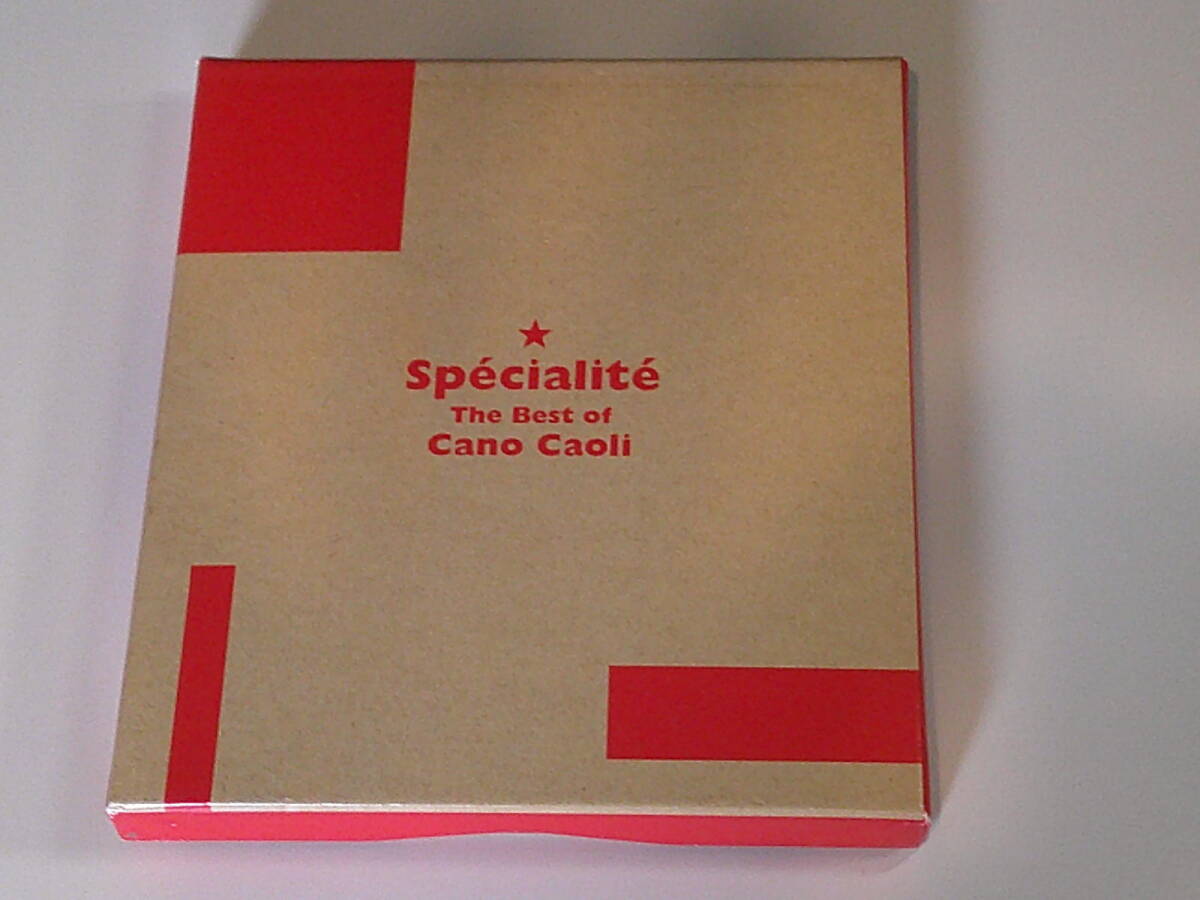 Spécialité
The Best of
Cano Caoli